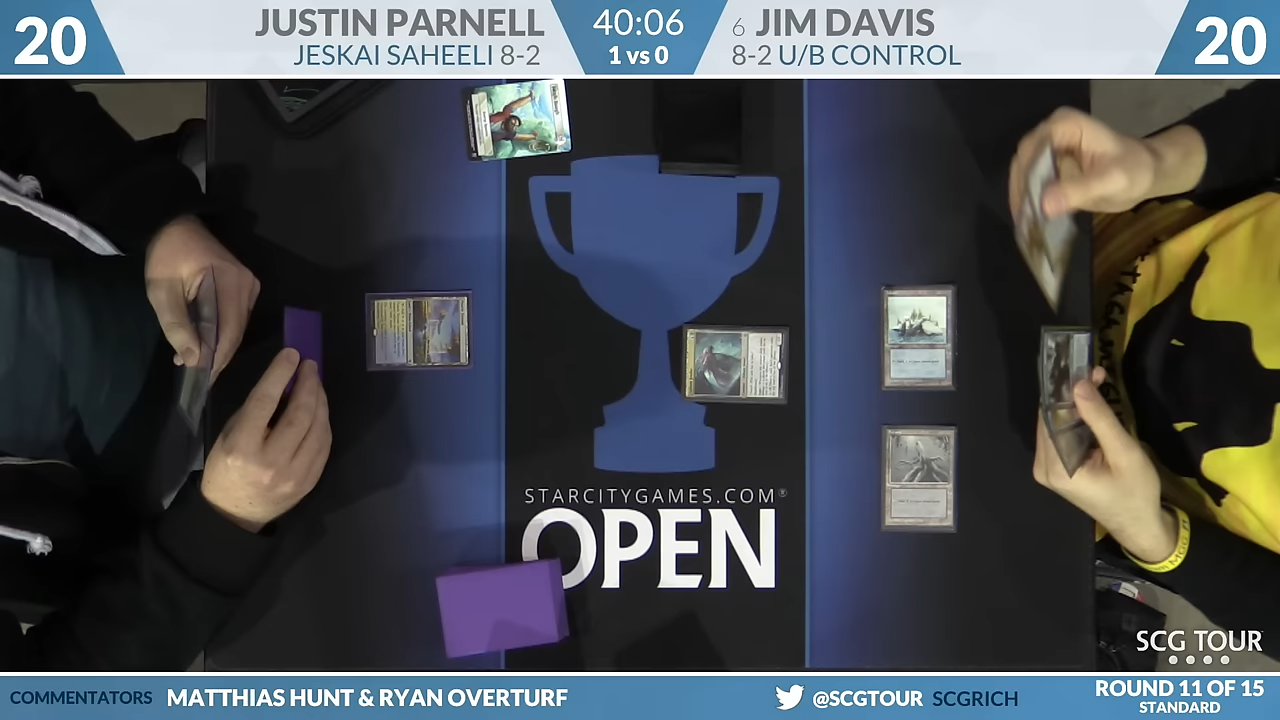 20
JUSTIN PARNELL
JESKAI SAHEELI 8-2
40:06
1 vs 0
6 JIM DAVIS
8-2 U/B CONTROL
20
STARCITYGAMES.COM®
OPEN
SCG TOUR
COMMENTATORS MATTHIAS HUNT & RYAN OVERTURF
@SCGTOUR SCGRICH
ROUND 11 OF 15
STANDARD